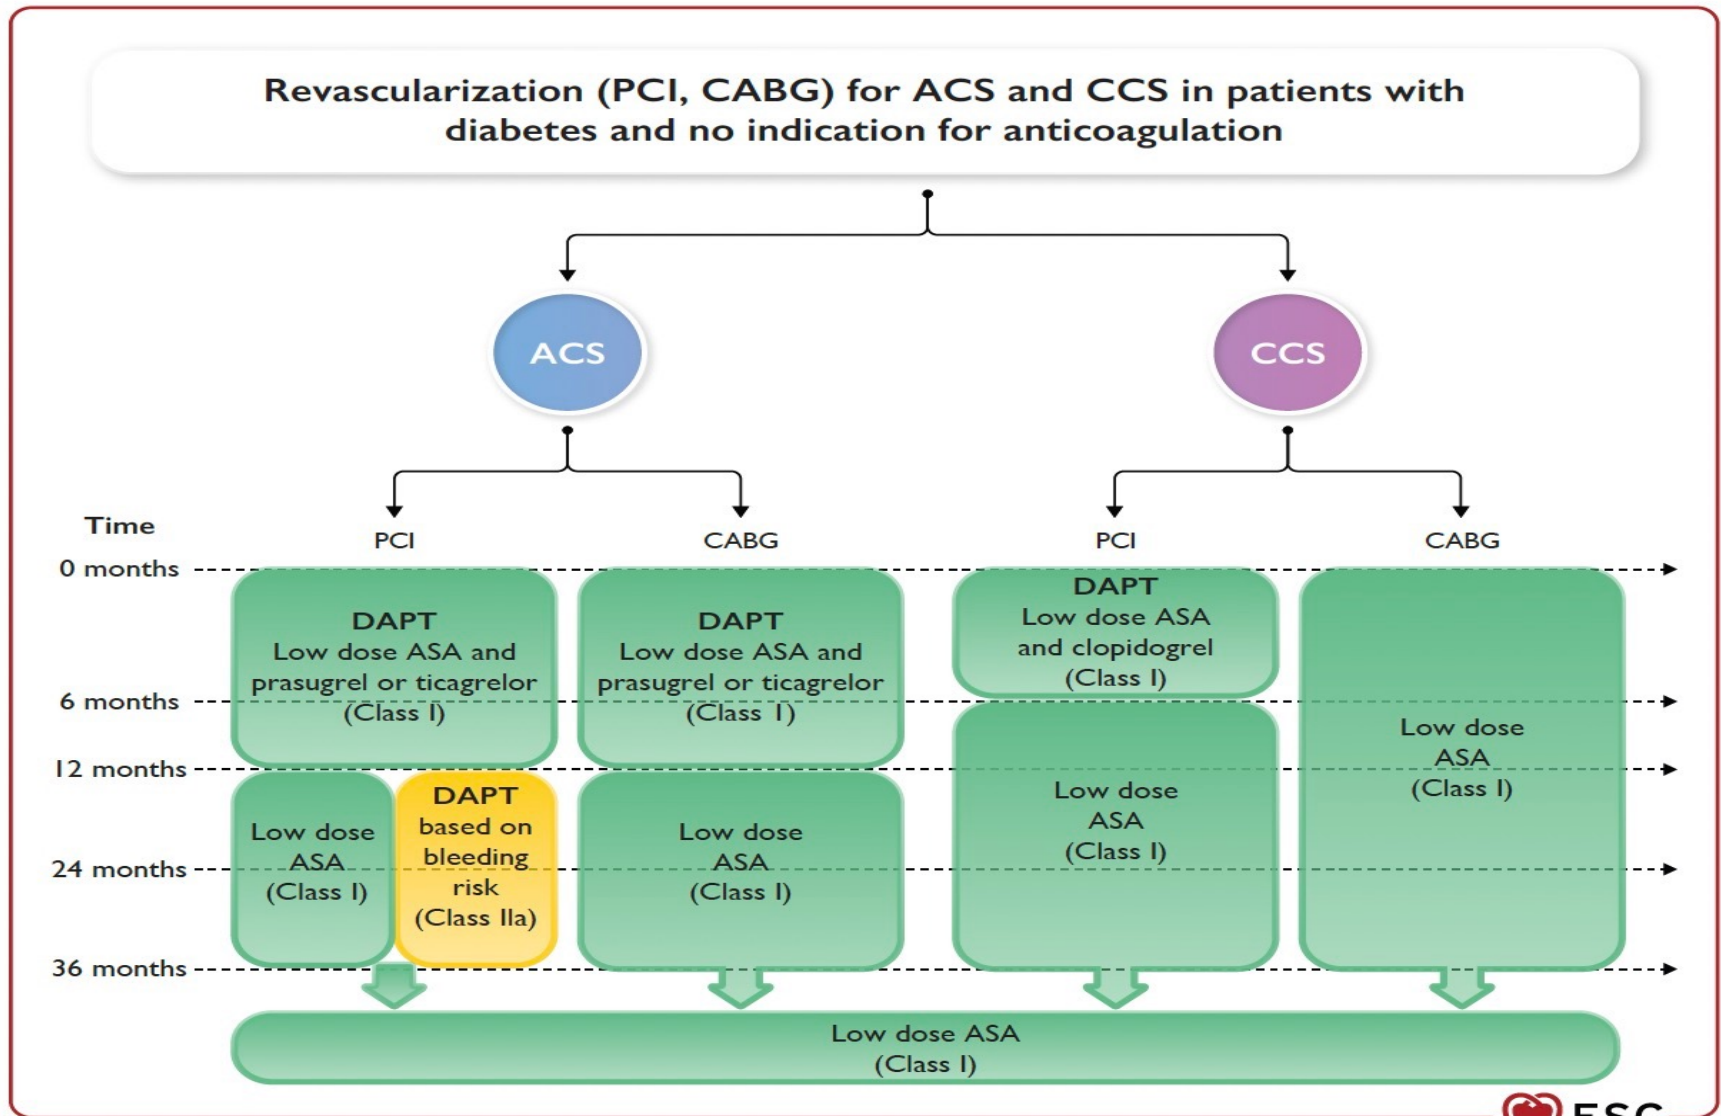 Revascularization (PCI, CABG) for ACS and CCS in patients with
diabetes and no indication for anticoagulation
ACS
CCS
Time
PCI
CABG
PCI
CABG
0 months
DAPT
Low dose ASA and
prasugrel or ticagrelor
(Class I)
DAPT
Low dose ASA and
prasugrel or ticagrelor
(Class 1)
DAPT
Low dose ASA
and clopidogrel
(Class I)
Low dose
ASA
(Class I)
6 months
12 months
Low dose
ASA
(Class I)
DAPT
based on
bleeding
risk
(Class IIa)
Low dose
ASA
(Class I)
Low dose
ASA
(Class I)
24 months
36 months
Low dose ASA
(Class I)
ESC